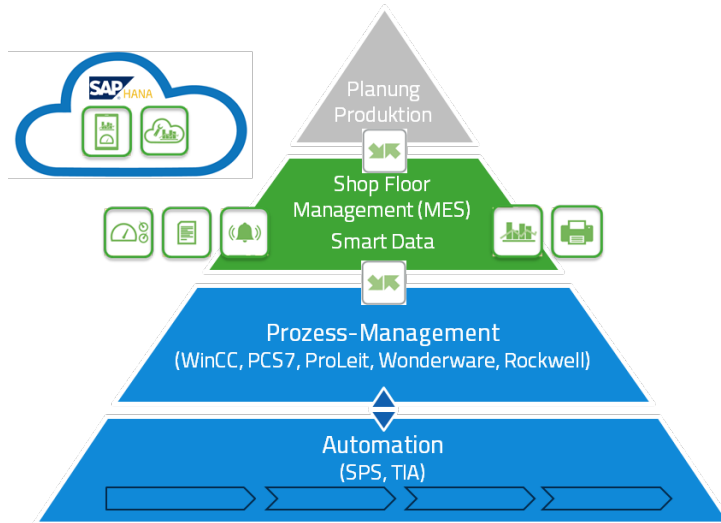 SAP HANA
Planung
Produktion
Shop Floor
Management (MES)
Smart Data
Prozess-Management
(WinCC, PCS7, ProLeit, Wonderware, Rockwell)
Automation
(SPS, TIA)